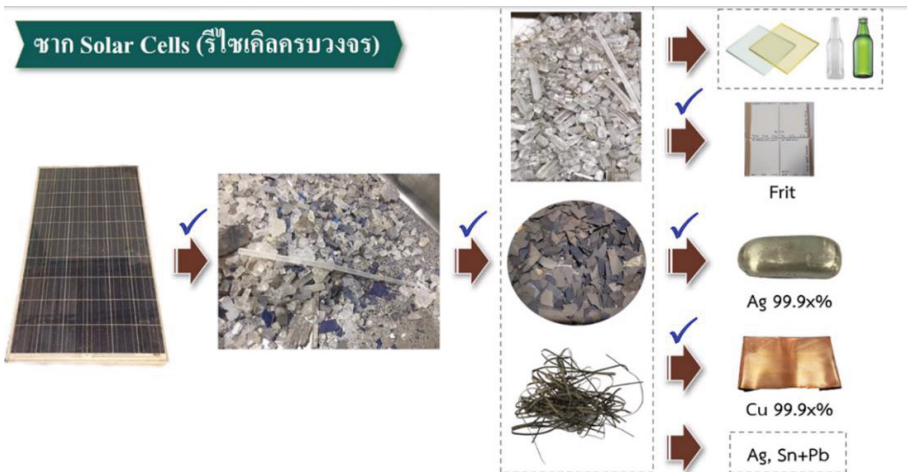 ซาก Solar Cells (รีไซเคิลครบวงจร)
Frit
Ag 99.9x%
Cu 99.9x%
Ag, Sn+Pb